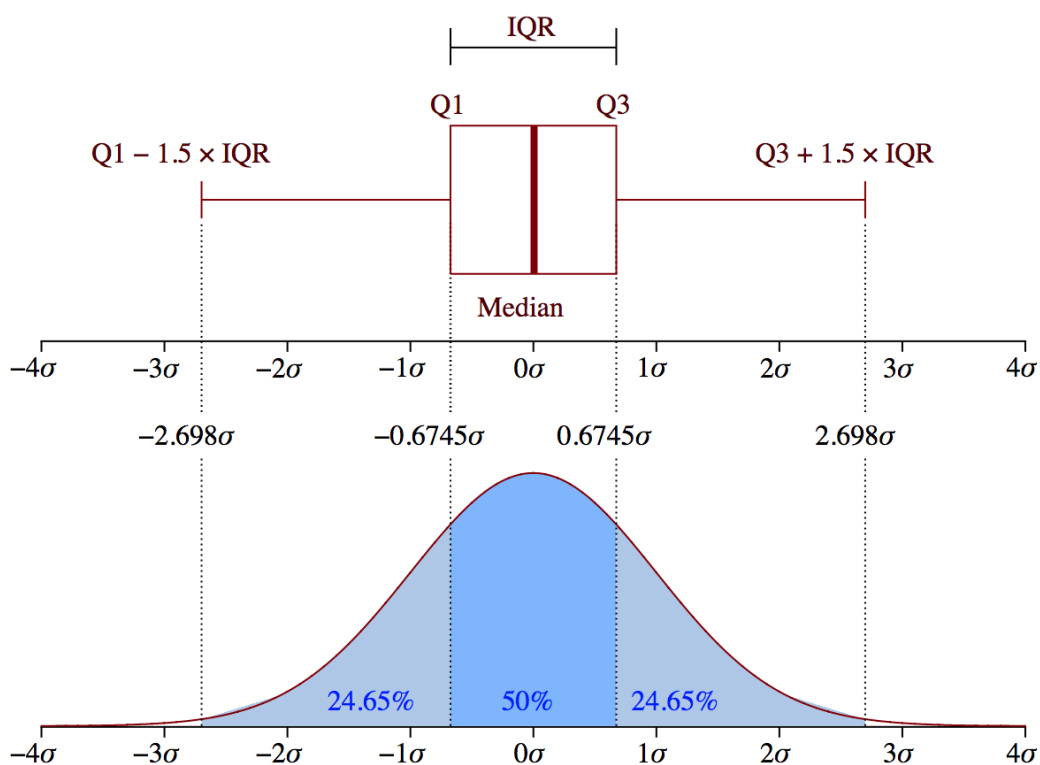 IQR
Q1 Q3
Q1 − 1.5 × IQR Q3 + 1.5 × IQR
Median
−4σ −3σ −2σ −1σ 0σ 1σ 2σ 3σ 4σ
−2.698σ −0.6745σ 0.6745σ 2.698σ
24.65% 50% 24.65%
−4σ −3σ −2σ −1σ 0σ 1σ 2σ 3σ 4σ